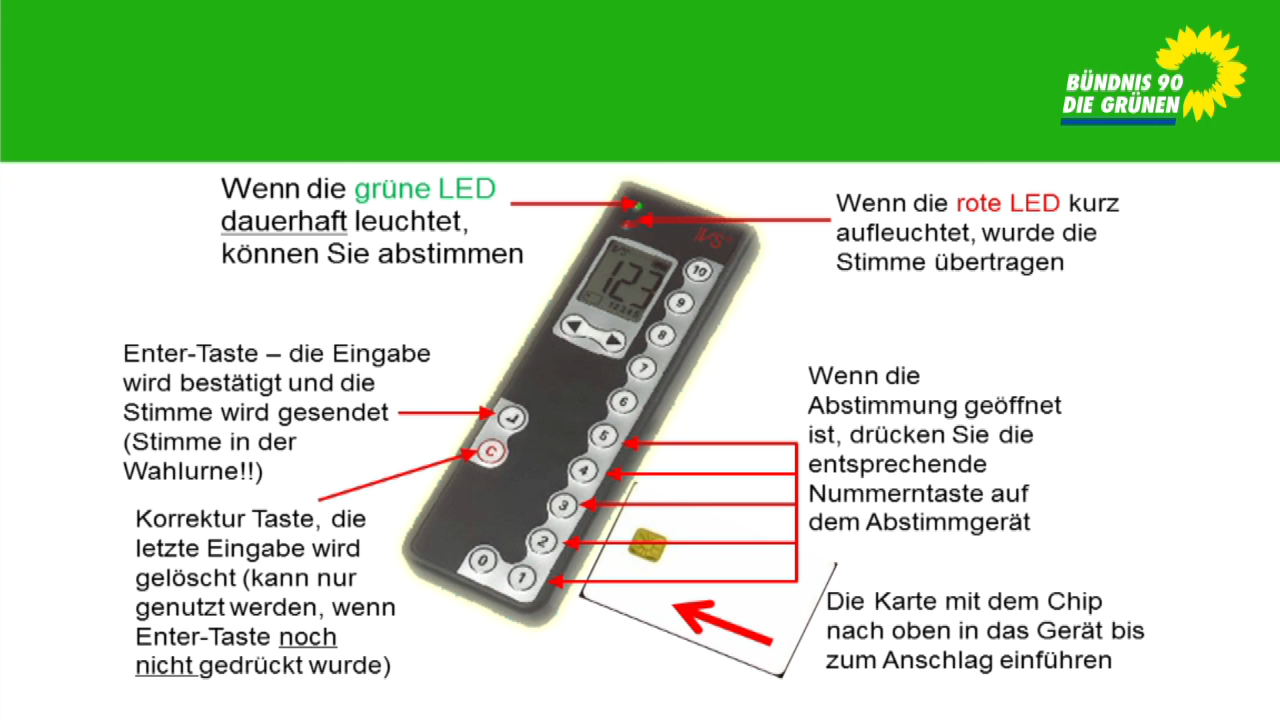 BÜNDNIS 90
DIE GRÜNEN
Wenn die grüne LED
dauerhaft leuchtet,
können Sie abstimmen
Wenn die rote LED kurz
aufleuchtet, wurde die
Stimme übertragen
Enter-Taste – die Eingabe
wird bestätigt und die
Stimme wird gesendet
(Stimme in der
Wahlurne!!)
Korrektur Taste, die
letzte Eingabe wird
gelöscht (kann nur
genutzt werden, wenn
Enter-Taste noch
nicht gedrückt wurde)
123
10
9
8
7
6
5
4
3
2
1
0
C
Wenn die
Abstimmung geöffnet
ist, drücken Sie die
entsprechende
Nummerntaste auf
dem Abstimmgerät
Die Karte mit dem Chip
nach oben in das Gerät bis
zum Anschlag einführen